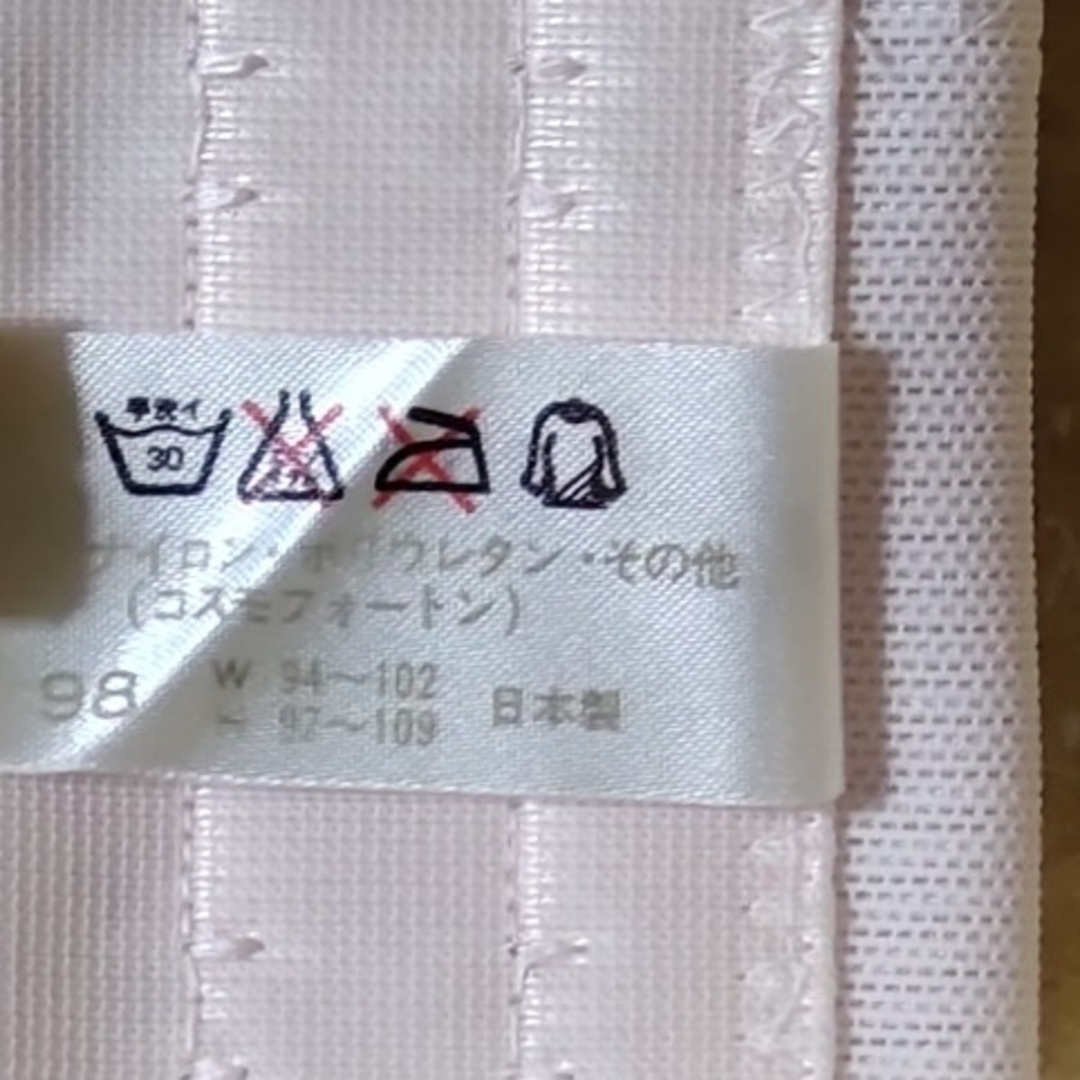 手洗イ
30
ナイロン・ポリウレタン・その他
(コスモフォートン)
98
W 94～102
H 97～109
日本製